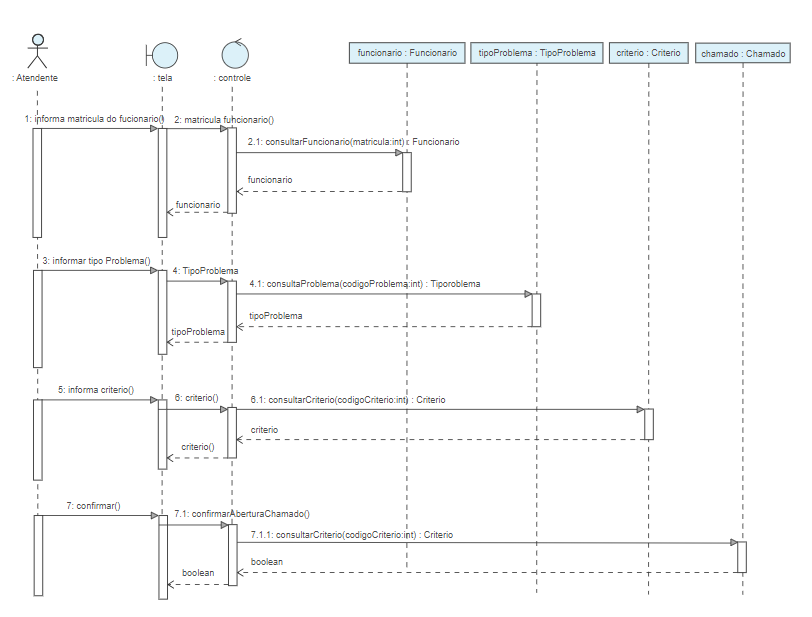 funcionario : Funcionario
tipoProblema : TipoProblema
criterio : Criterio
chamado : Chamado
: Atendente
: tela
: controle
1: informa matricula do fucionario()
2: matricula funcionario()
2.1: consultarFuncionario(matricula:int) : Funcionario
funcionario
funcionario
3: informar tipo Problema()
4: TipoProblema
4.1: consultaProblema(codigoProblema:int) : Tiporoblema
tipoProblema
tipoProblema
5: informa criterio()
6: criterio()
6.1: consultarCriterio(codigoCriterio:int) : Criterio
criterio
criterio()
7: confirmar()
7.1: confirmarAberturaChamado()
7.1.1: consultarCriterio(codigoCriterio:int) : Criterio
boolean
boolean